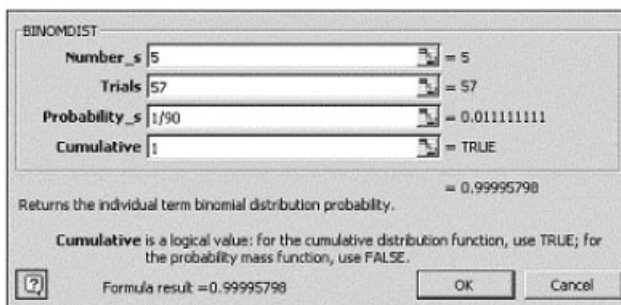 BINOMDIST
Number_s 5 = 5
Trials 57 = 57
Probability_s 1/90 = 0.011111111
Cumulative 1 = TRUE
= 0.99995798
Returns the individual term binomial distribution probability.
Cumulative is a logical value: for the cumulative distribution function, use TRUE; for
the probability mass function, use FALSE.
? Formula result =0.99995798 OK Cancel